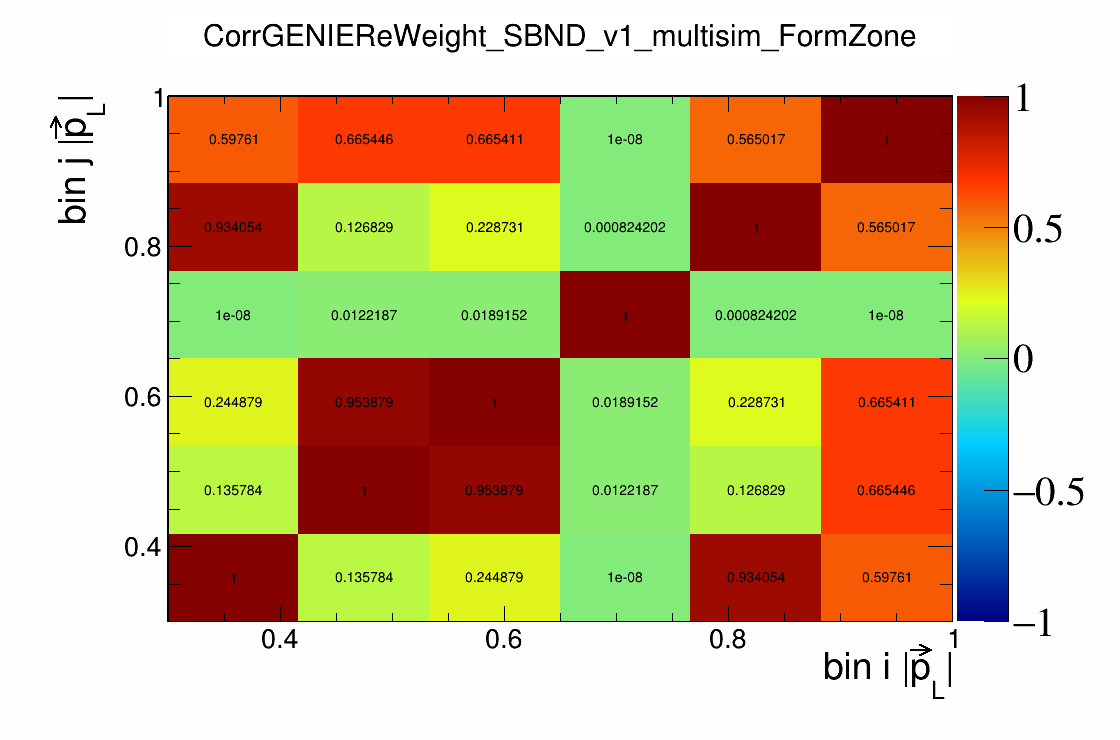 CorrGENIEReWeight_SBND_v1_multisim_FormZone
bin j |p⃗_L|
1
0.8
0.6
0.4
0.59761 0.665446 0.665411 1e-08 0.565017 1
0.934054 0.126829 0.228731 0.000824202 1 0.565017
1e-08 0.0122187 0.0189152 1 0.000824202 1e-08
0.244879 0.953879 1 0.0189152 0.228731 0.665411
0.135784 1 0.953879 0.0122187 0.126829 0.665446
1 0.135784 0.244879 1e-08 0.934054 0.59761
0.4 0.6 0.8 1
bin i |p⃗_L|
1
0.5
0
−0.5
−1